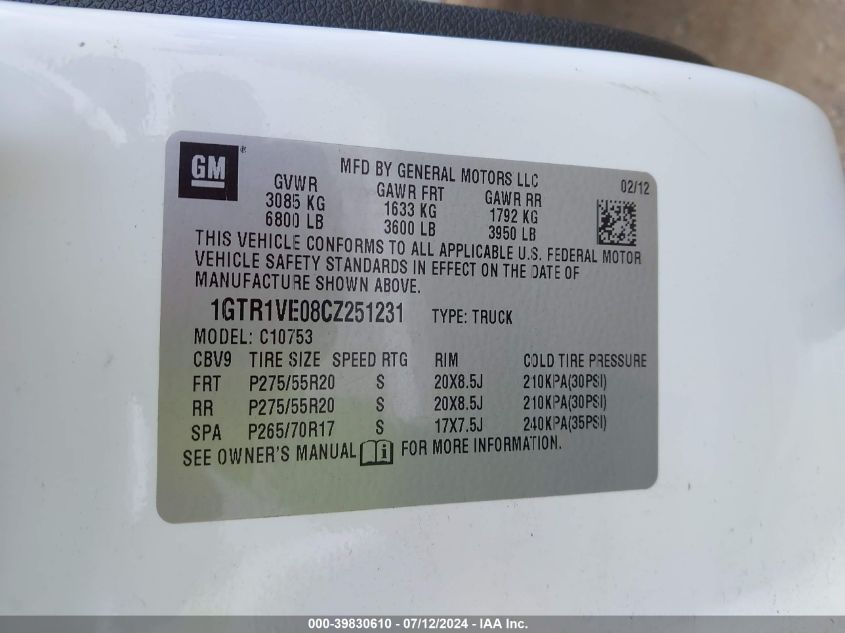 GM®
MFD BY GENERAL MOTORS LLC
02/12
GVWR GAWR FRT GAWR RR
3085 KG 1633 KG 1792 KG
6800 LB 3600 LB 3950 LB
THIS VEHICLE CONFORMS TO ALL APPLICABLE U.S. FEDERAL MOTOR
VEHICLE SAFETY STANDARDS IN EFFECT ON THE DATE OF
MANUFACTURE SHOWN ABOVE.
1GTR1VE08CZ251231 TYPE: TRUCK
MODEL: C10753
CBV9 TIRE SIZE SPEED RTG RIM COLD TIRE PRESSURE
FRT P275/55R20 S 20X8.5J 210KPA(30PSI)
RR P275/55R20 S 20X8.5J 210KPA(30PSI)
SPA P265/70R17 S 17X7.5J 240KPA(35PSI)
SEE OWNER'S MANUAL i FOR MORE INFORMATION.
000-39830610 - 07/12/2024 - IAA Inc.